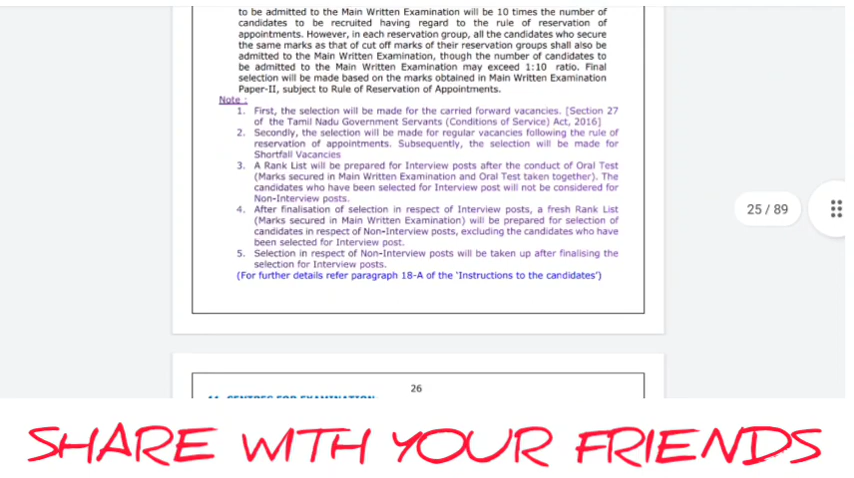 to be admitted to the Main Written Examination will be 10 times the number of
candidates to be recruited having regard to the rule of reservation of
appointments. However, in each reservation group, all the candidates who secure
the same marks as that of cut off marks of their reservation groups shall also be
admitted to the Main Written Examination, though the number of candidates to
be admitted to the Main Written Examination may exceed 1:10 ratio. Final
selection will be made based on the marks obtained in Main Written Examination
Paper-II, subject to Rule of Reservation of Appointments.
Note :
1. First, the selection will be made for the carried forward vacancies. [Section 27
of the Tamil Nadu Government Servants (Conditions of Service) Act, 2016]
2. Secondly, the selection will be made for regular vacancies following the rule of
reservation of appointments. Subsequently, the selection will be made for
Shortfall Vacancies
3. A Rank List will be prepared for Interview posts after the conduct of Oral Test
(Marks secured in Main Written Examination and Oral Test taken together). The
candidates who have been selected for Interview post will not be considered for
Non-Interview posts.
4. After finalisation of selection in respect of Interview posts, a fresh Rank List
(Marks secured in Main Written Examination) will be prepared for selection of
candidates in respect of Non-Interview posts, excluding the candidates who have
been selected for Interview post.
5. Selection in respect of Non-Interview posts will be taken up after finalising the
selection for Interview posts.
(For further details refer paragraph 18-A of the 'Instructions to the candidates')
25 / 89
26
CENTRES FOR EXAMINATION
SHARE WITH YOUR FRIENDS